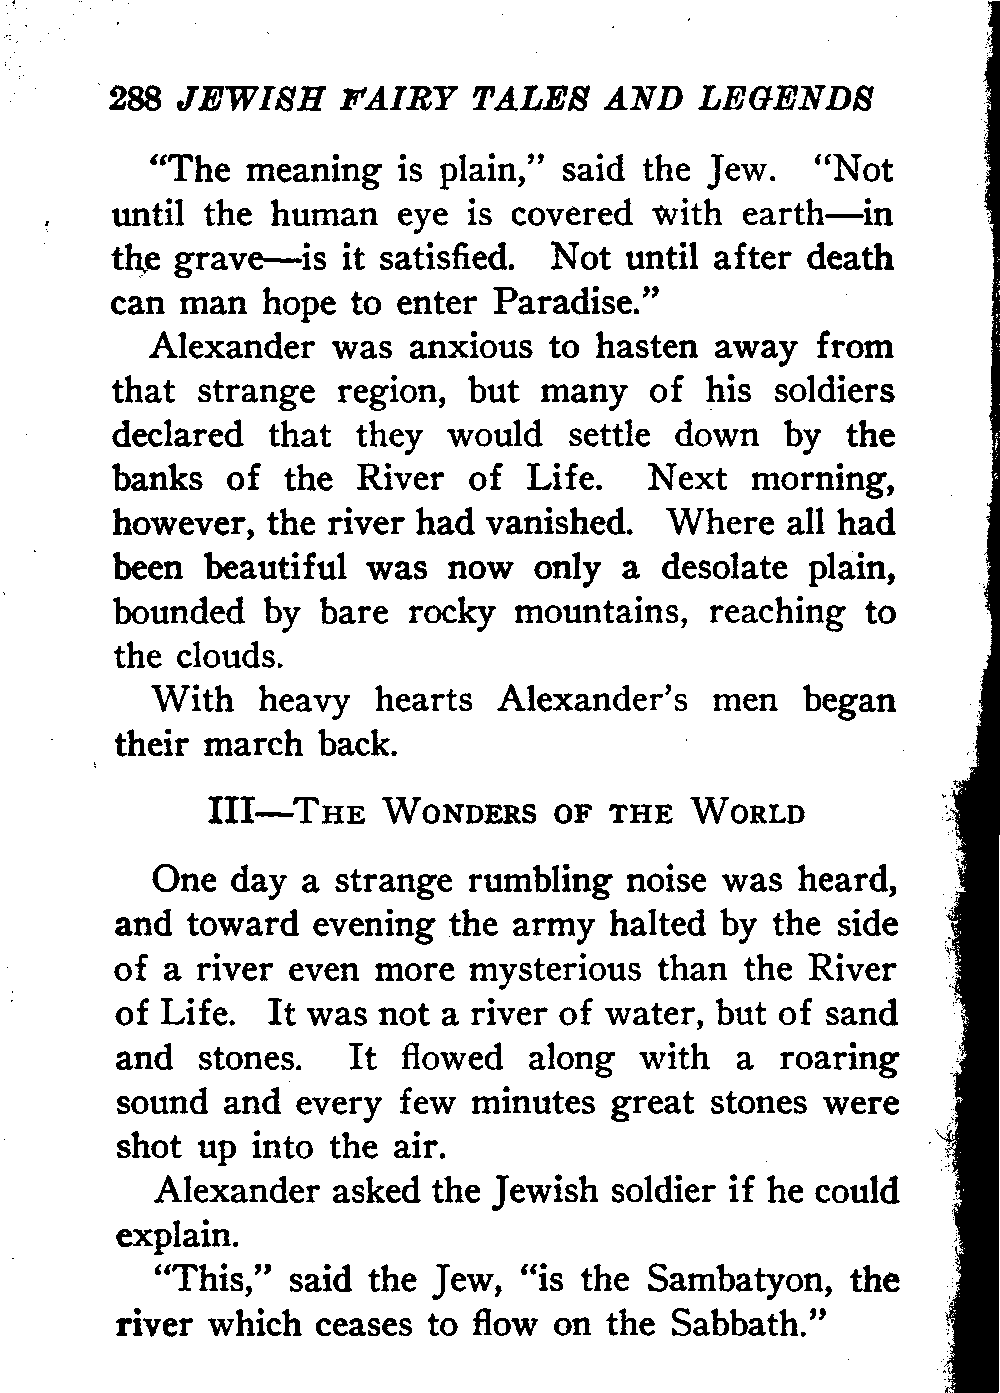 288 JEWISH FAIRY TALES AND LEGENDS
“The meaning is plain,” said the Jew. “Not
until the human eye is covered with earth—in
the grave—is it satisfied. Not until after death
can man hope to enter Paradise.”
Alexander was anxious to hasten away from
that strange region, but many of his soldiers
declared that they would settle down by the
banks of the River of Life. Next morning,
however, the river had vanished. Where all had
been beautiful was now only a desolate plain,
bounded by bare rocky mountains, reaching to
the clouds.
With heavy hearts Alexander’s men began
their march back.
III—The Wonders of the World
One day a strange rumbling noise was heard,
and toward evening the army halted by the side
of a river even more mysterious than the River
of Life. It was not a river of water, but of sand
and stones. It flowed along with a roaring
sound and every few minutes great stones were
shot up into the air.
Alexander asked the Jewish soldier if he could
explain.
“This,” said the Jew, “is the Sambatyon, the
river which ceases to flow on the Sabbath.”